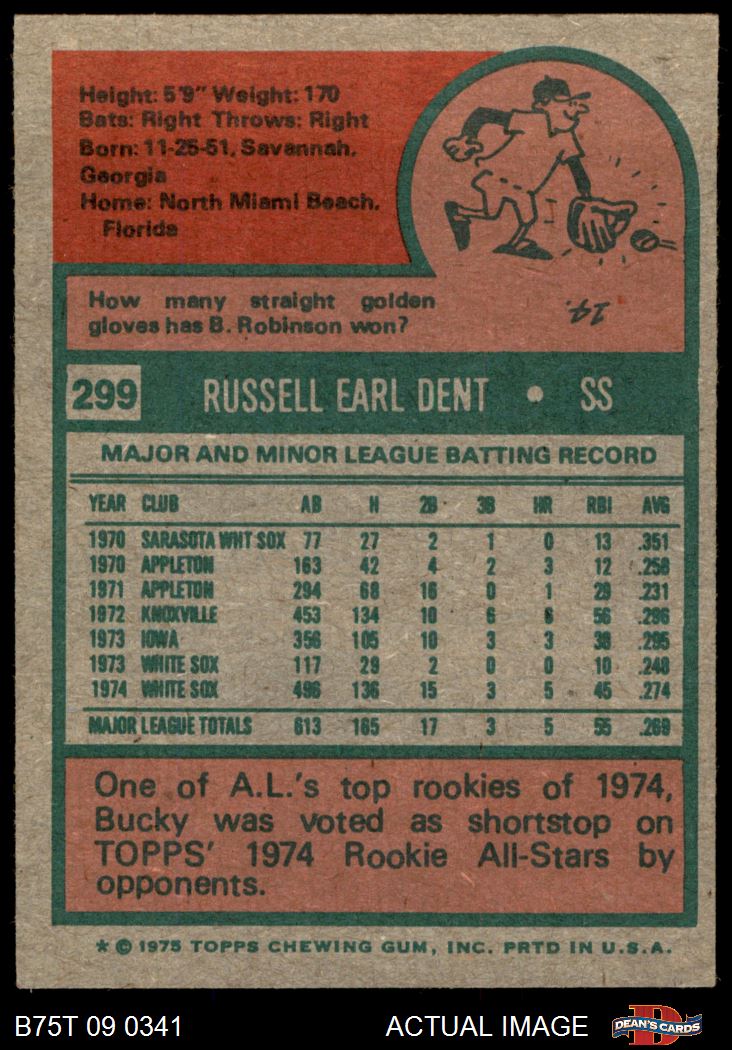 Height: 5'9" Weight: 170
Bats: Right Throws: Right
Born: 11-25-51, Savannah,
Georgia
Home: North Miami Beach,
Florida
How many straight golden
gloves has B. Robinson won?
14.
299 RUSSELL EARL DENT • SS
MAJOR AND MINOR LEAGUE BATTING RECORD
YEAR CLUB AB H 2B 3B HR RBI AVG
1970 SARASOTA WHT SOX 77 27 2 1 0 13 .351
1970 APPLETON 163 42 4 2 3 12 .258
1971 APPLETON 294 68 16 0 1 29 .231
1972 KNOXVILLE 453 134 10 6 6 56 .296
1973 IOWA 356 105 10 3 3 38 .295
1973 WHITE SOX 117 29 2 0 0 10 .248
1974 WHITE SOX 496 136 15 3 5 45 .274
MAJOR LEAGUE TOTALS 613 165 17 3 5 55 .269
One of A.L.'s top rookies of 1974,
Bucky was voted as shortstop on
TOPPS' 1974 Rookie All-Stars by
opponents.
* © 1975 TOPPS CHEWING GUM, INC. PRTD IN U.S.A.
B75T 09 0341 ACTUAL IMAGE DEAN'S CARDS